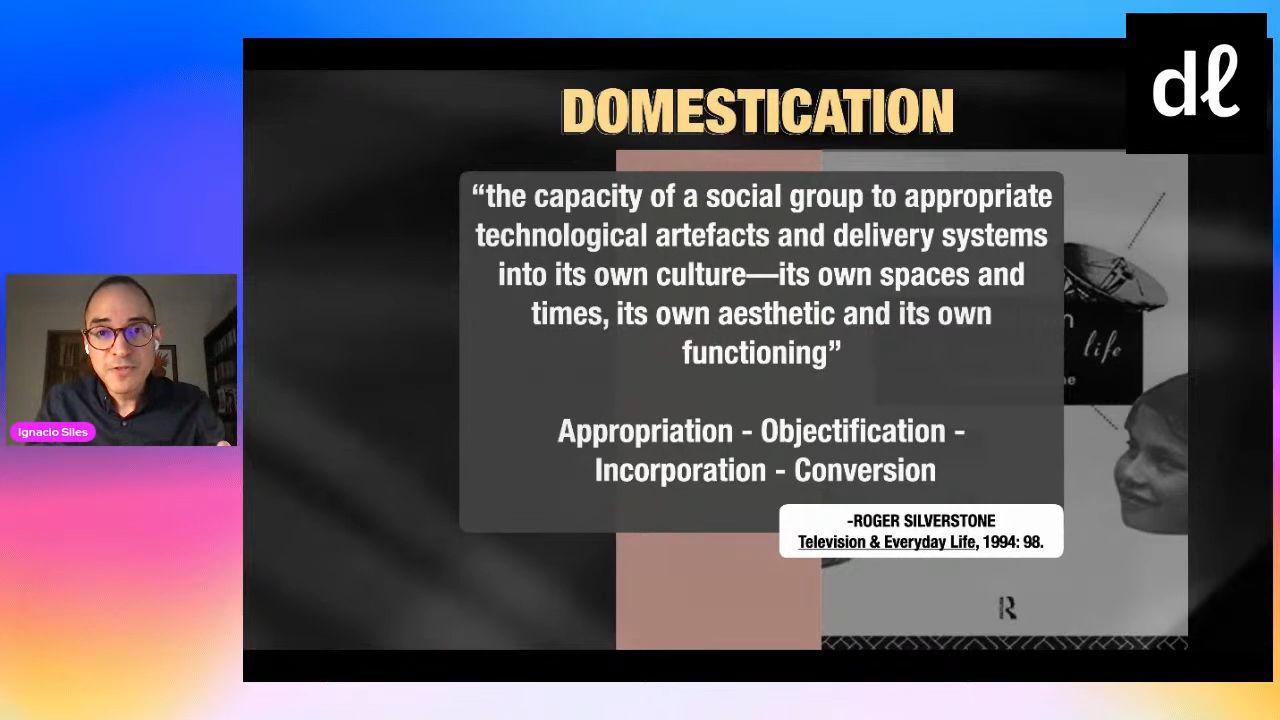 dℓ
DOMESTICATION
“the capacity of a social group to appropriate
technological artefacts and delivery systems
into its own culture—its own spaces and
times, its own aesthetic and its own
functioning”
Appropriation - Objectification -
Incorporation - Conversion
-ROGER SILVERSTONE
Television & Everyday Life, 1994: 98.
life
R
Ignacio Siles